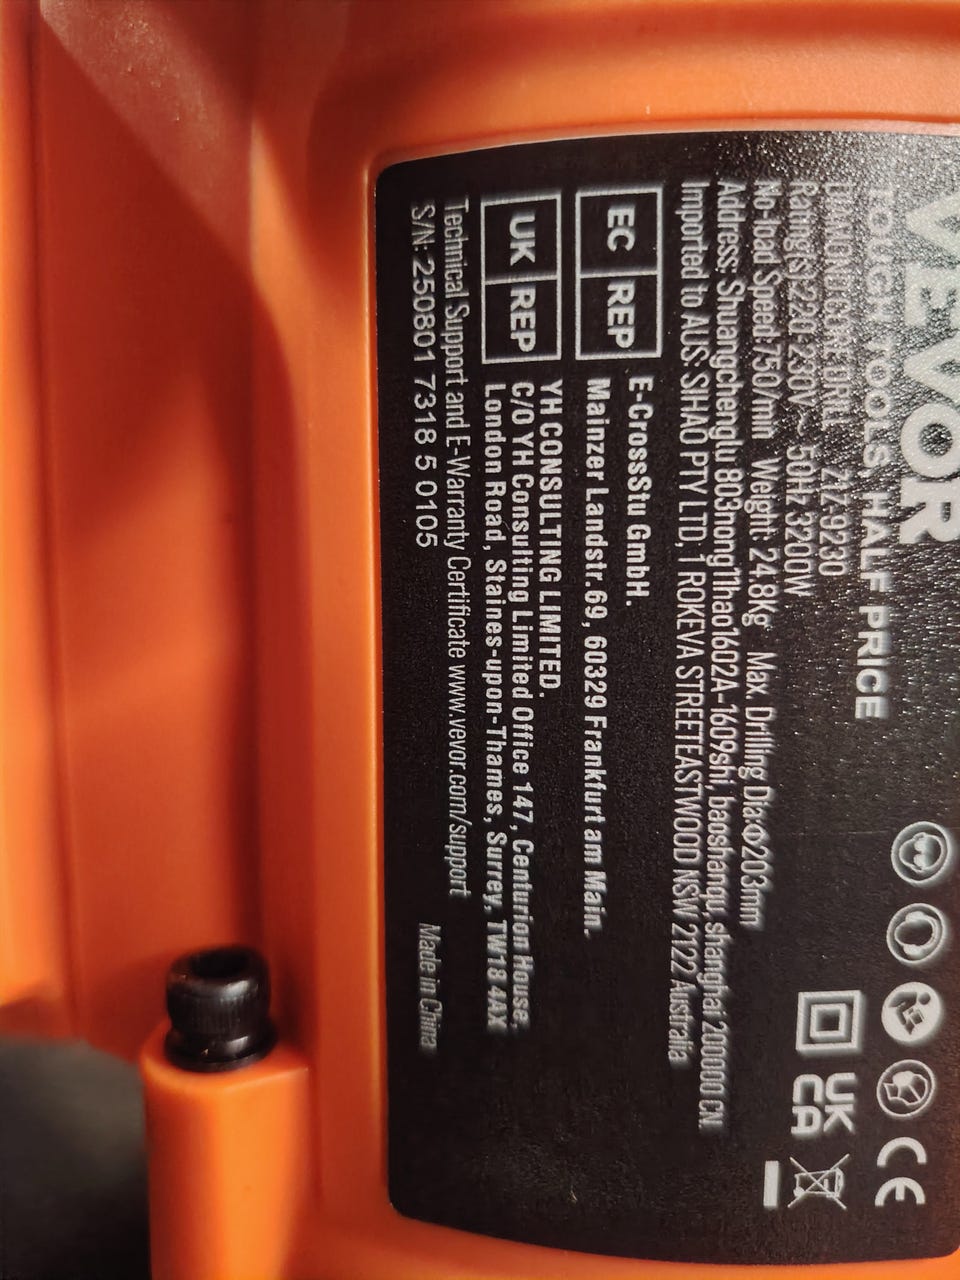 VEVOR
TOUGH TOOLS, HALF PRICE
DIAMOND CORE DRILL Z1Z-9230
Rating(s):220-230V~ 50Hz 3200W
No-load Speed:750/min Weight: 24.8Kg Max. Drilling Dia:Φ203mm
Address: Shuangchenglu 803nong11hao1602A-1609shi, baoshanqu, shanghai 200000 CN.
Imported to AUS: SIHAO PTY LTD, 1 ROKEVA STREETEASTWOOD NSW 2122 Australia
EC REP E-CrossStu GmbH.
Mainzer Landstr.69, 60329 Frankfurt am Main.
UK REP YH CONSULTING LIMITED.
C/O YH Consulting Limited Office 147, Centurion House,
London Road, Staines-upon-Thames, Surrey, TW18 4AX
Technical Support and E-Warranty Certificate www.vevor.com/support
S/N: 250801 7318 5 0105
Made in China
CE
UK
CA